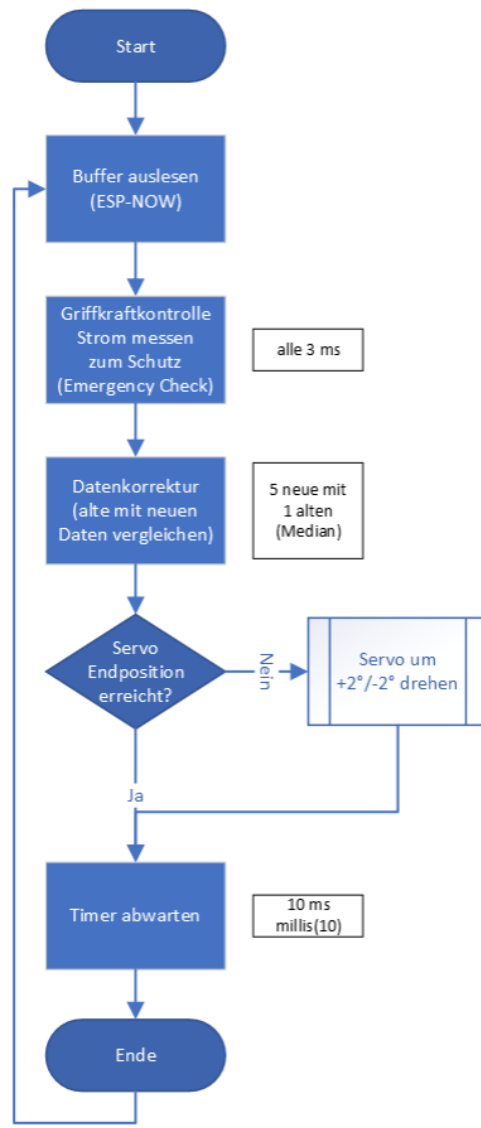 Start
Buffer auslesen
(ESP-NOW)
Griffkraftkontrolle
Strom messen
zum Schutz
(Emergency Check)
alle 3 ms
Datenkorrektur
(alte mit neuen
Daten vergleichen)
5 neue mit
1 alten
(Median)
Servo
Endposition
erreicht?
Nein
Servo um
+2°/-2° drehen
Ja
Timer abwarten
10 ms
millis(10)
Ende